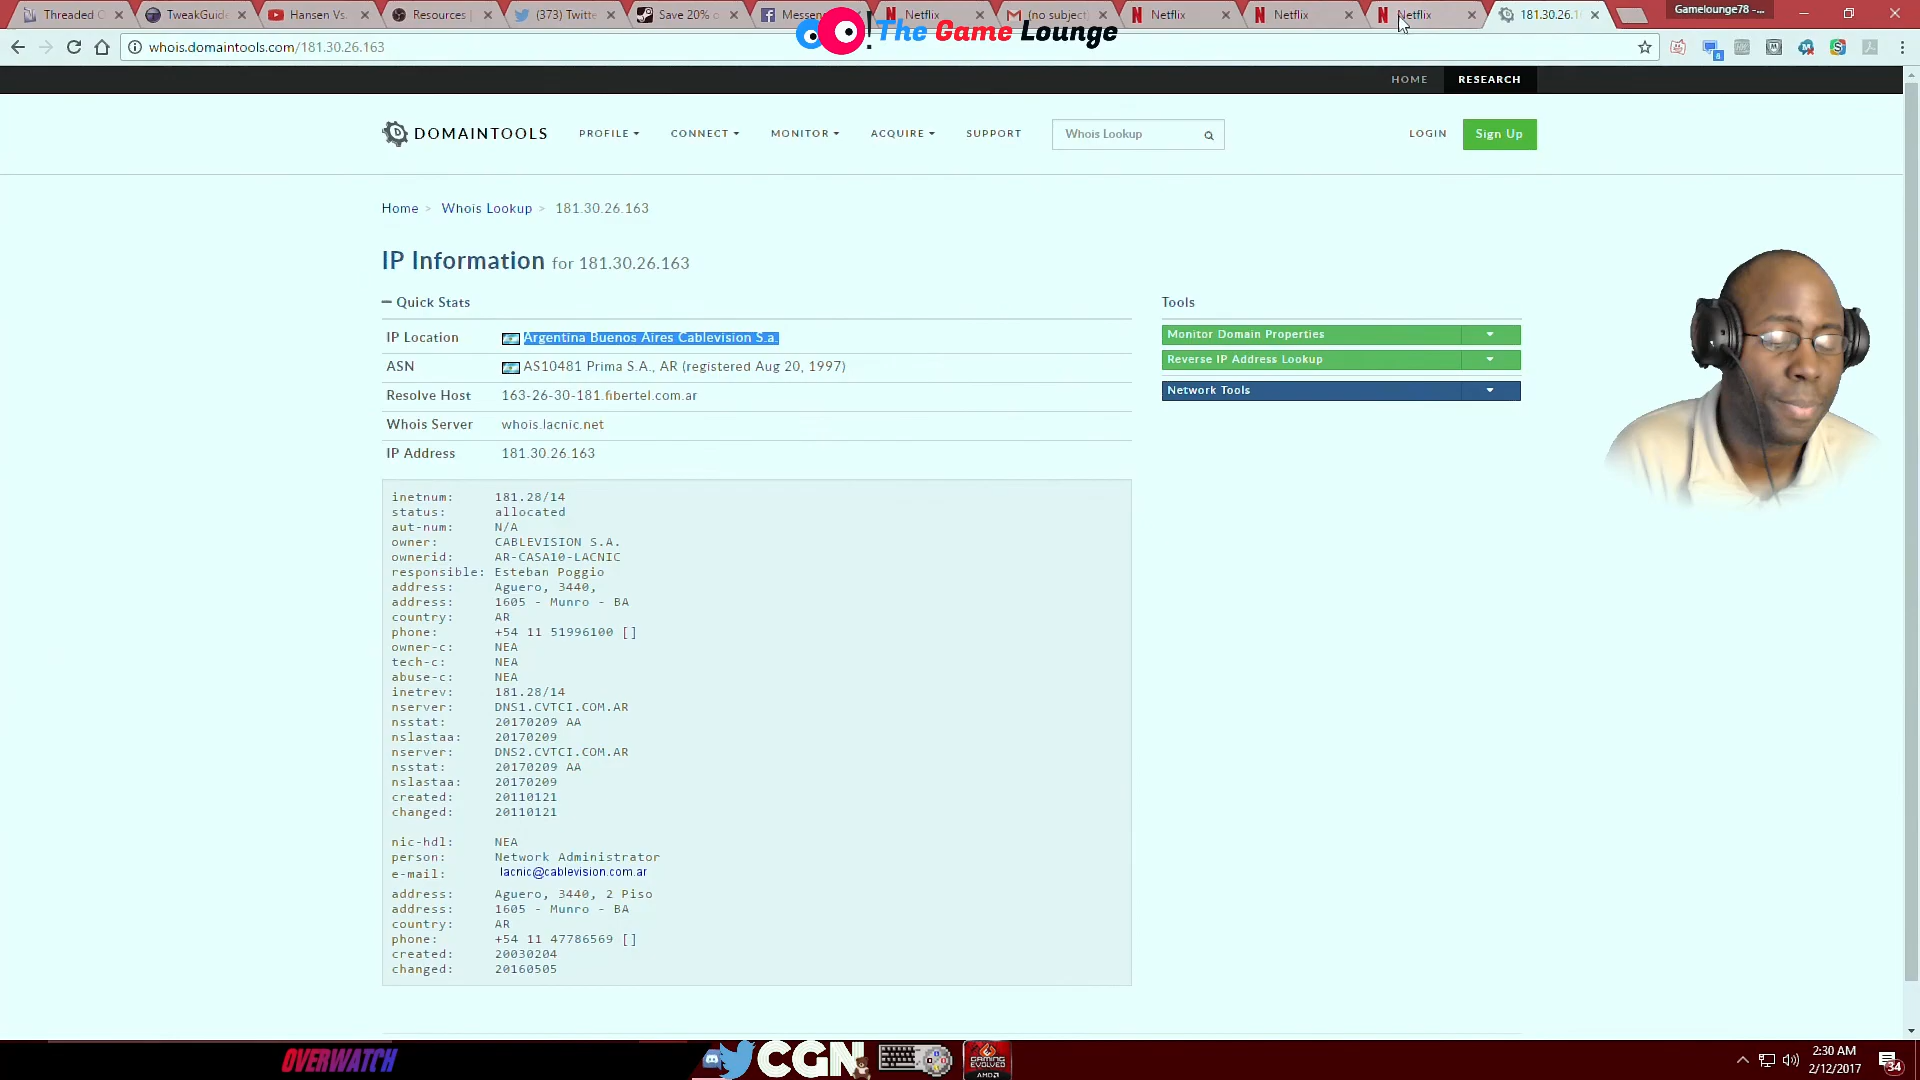 Threaded C
TweakGuide
Hansen Vs.
Resources |
(373) Twitte
Save 20% o
Messen
Netflix
(no subject
Netflix
Netflix
Netflix
181.30.26.1
Gamelounge78 -...
whois.domaintools.com/181.30.26.163
! The Game Lounge
HOME
RESEARCH
DOMAINTOOLS
PROFILE
CONNECT
MONITOR
ACQUIRE
SUPPORT
Whois Lookup
LOGIN
Sign Up
Home > Whois Lookup > 181.30.26.163
IP Information for 181.30.26.163
Quick Stats
IP Location Argentina Buenos Aires Cablevision S.a.
ASN AS10481 Prima S.A., AR (registered Aug 20, 1997)
Resolve Host 163-26-30-181.fibertel.com.ar
Whois Server whois.lacnic.net
IP Address 181.30.26.163
Tools
Monitor Domain Properties
Reverse IP Address Lookup
Network Tools
inetnum: 181.28/14
status: allocated
aut-num: N/A
owner: CABLEVISION S.A.
ownerid: AR-CASA10-LACNIC
responsible: Esteban Poggio
address: Aguero, 3440,
address: 1605 - Munro - BA
country: AR
phone: +54 11 51996100 []
owner-c: NEA
tech-c: NEA
abuse-c: NEA
inetrev: 181.28/14
nserver: DNS1.CVTCI.COM.AR
nsstat: 20170209 AA
nslastaa: 20170209
nserver: DNS2.CVTCI.COM.AR
nsstat: 20170209 AA
nslastaa: 20170209
created: 20110121
changed: 20110121
nic-hdl: NEA
person: Network Administrator
e-mail: lacnic@cablevision.com.ar
address: Aguero, 3440, 2 Piso
address: 1605 - Munro - BA
country: AR
phone: +54 11 47786569 []
created: 20030204
changed: 20160505
OVERWATCH
CGN
GAMING
EVOLVED
AMD
2:30 AM
2/12/2017
34